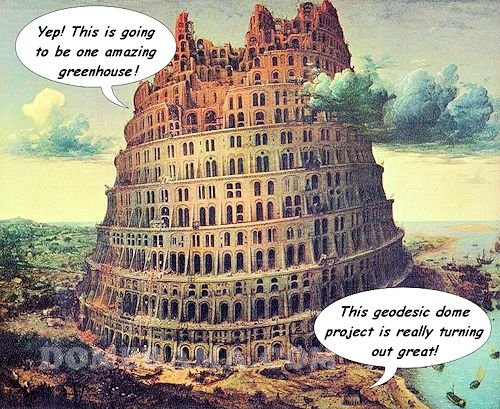 Yep! This is going
to be one amazing
greenhouse!
This geodesic dome
project is really turning
out great!